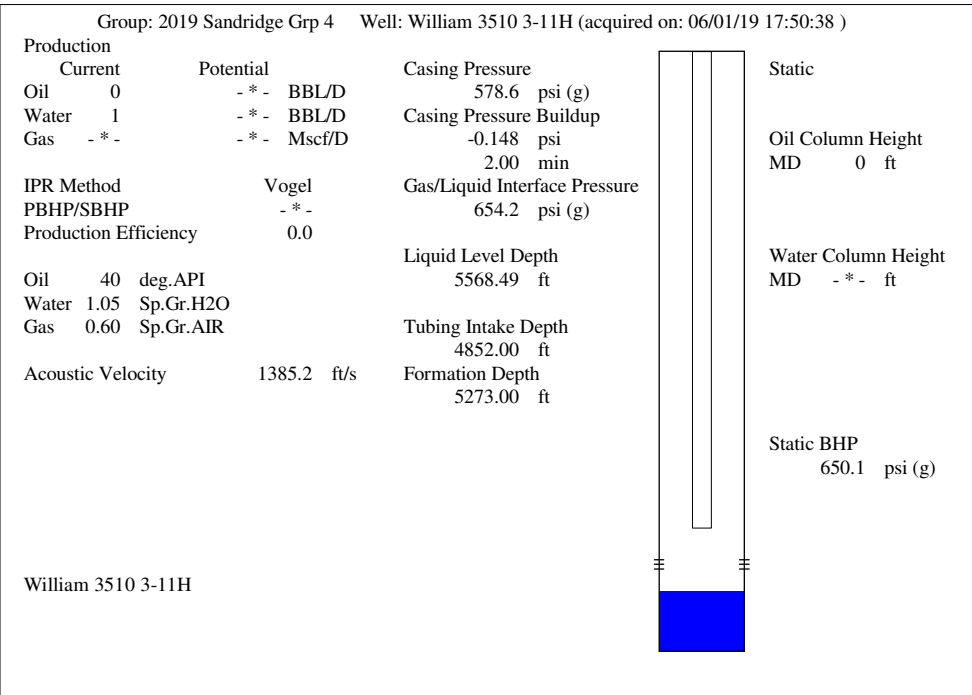 Group: 2019 Sandridge Grp 4 Well: William 3510 3-11H (acquired on: 06/01/19 17:50:38 )
Production
Current Potential
Oil 0 - * - BBL/D
Water 1 - * - BBL/D
Gas - * - - * - Mscf/D
IPR Method Vogel
PBHP/SBHP - * -
Production Efficiency 0.0
Oil 40 deg.API
Water 1.05 Sp.Gr.H2O
Gas 0.60 Sp.Gr.AIR
Acoustic Velocity 1385.2 ft/s
Casing Pressure
578.6 psi (g)
Casing Pressure Buildup
-0.148 psi
2.00 min
Gas/Liquid Interface Pressure
654.2 psi (g)
Liquid Level Depth
5568.49 ft
Tubing Intake Depth
4852.00 ft
Formation Depth
5273.00 ft
Static
Oil Column Height
MD 0 ft
Water Column Height
MD - * - ft
Static BHP
650.1 psi (g)
William 3510 3-11H